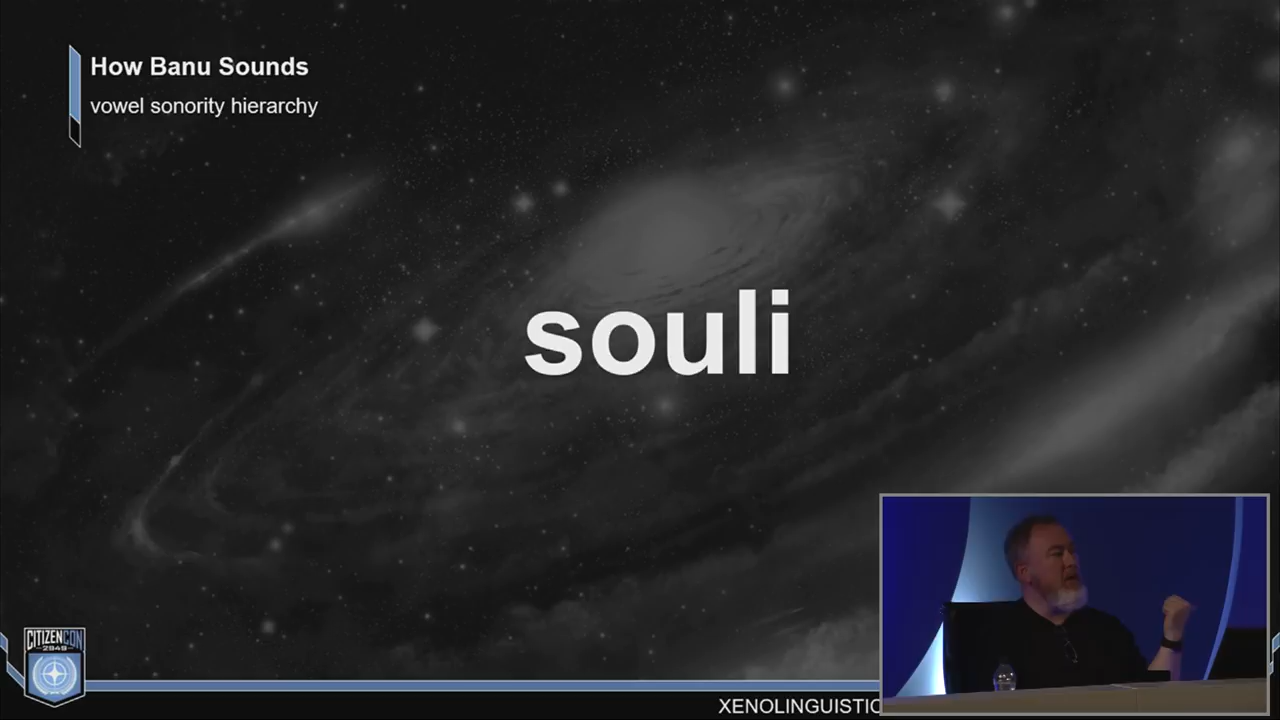 How Banu Sounds
vowel sonority hierarchy
souli
CITIZENCON
2949
XENOLINGUISTIC